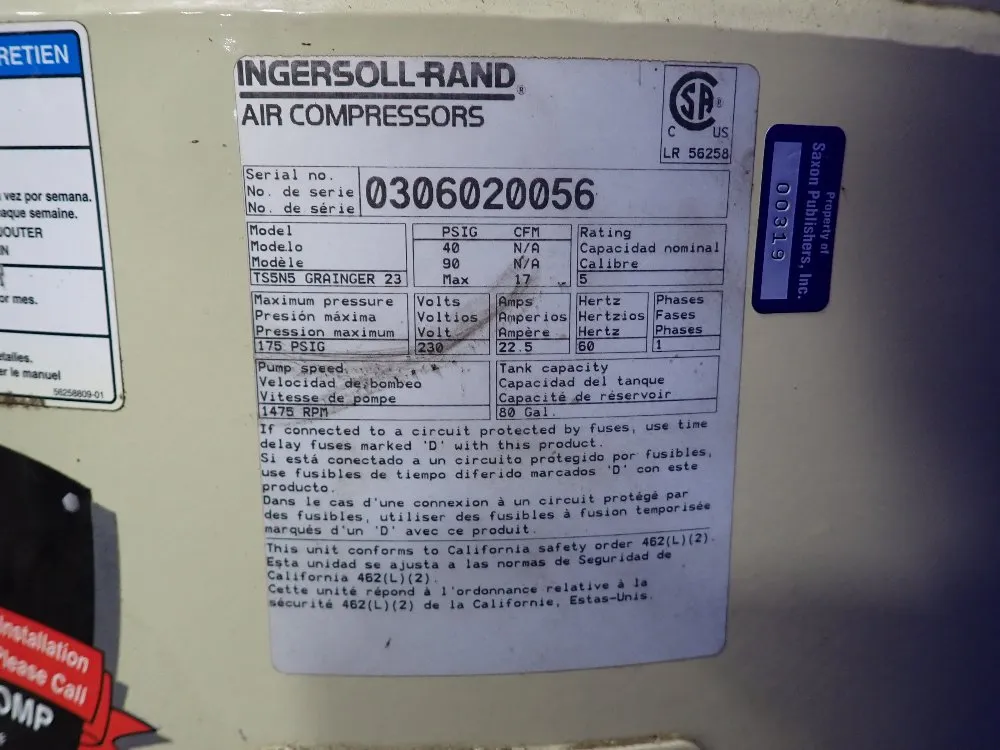 RETIEN
vez por semana.
aque semaine.
JOUTER
or mes.
etalles.
er le manuel
56258809-01
INGERSOLL-RAND®
AIR COMPRESSORS
CSA®
C US
LR 56258
Serial no.
No. de serie
No. de série
0306020056
Model
Modelo
Modèle
TS5N5 GRAINGER 23
PSIG CFM
40 N/A
90 N/A
Max 17
Rating
Capacidad nominal
Calibre
5
Maximum pressure
Presión máxima
Pression maximum
175 PSIG
Volts
Voltios
Volt
230
Amps
Amperios
Ampère
22.5
Hertz
Hertzios
Hertz
60
Phases
Fases
Phases
1
Pump speed
Velocidad de bombeo
Vitesse de pompe
1475 RPM
Tank capacity
Capacidad del tanque
Capacité de réservoir
80 Gal.
If connected to a circuit protected by fuses, use time
delay fuses marked 'D' with this product.
Si está conectado a un circuito protegido por fusibles,
use fusibles de tiempo diferido marcados 'D' con este
producto.
Dans le cas d'une connexion à un circuit protégé par
des fusibles, utiliser des fusibles à fusion temporisée
marqués d'un 'D' avec ce produit.
This unit conforms to California safety order 462(L)(2).
Esta unidad se ajusta a las normas de Seguridad de
California 462(L)(2).
Cette unité répond à l'ordonnance relative à la
sécurité 462(L)(2) de la Californie, Estas-Unis.
Property of
Saxon Publishers, Inc.
00319
nstallation
Please Call
OMP